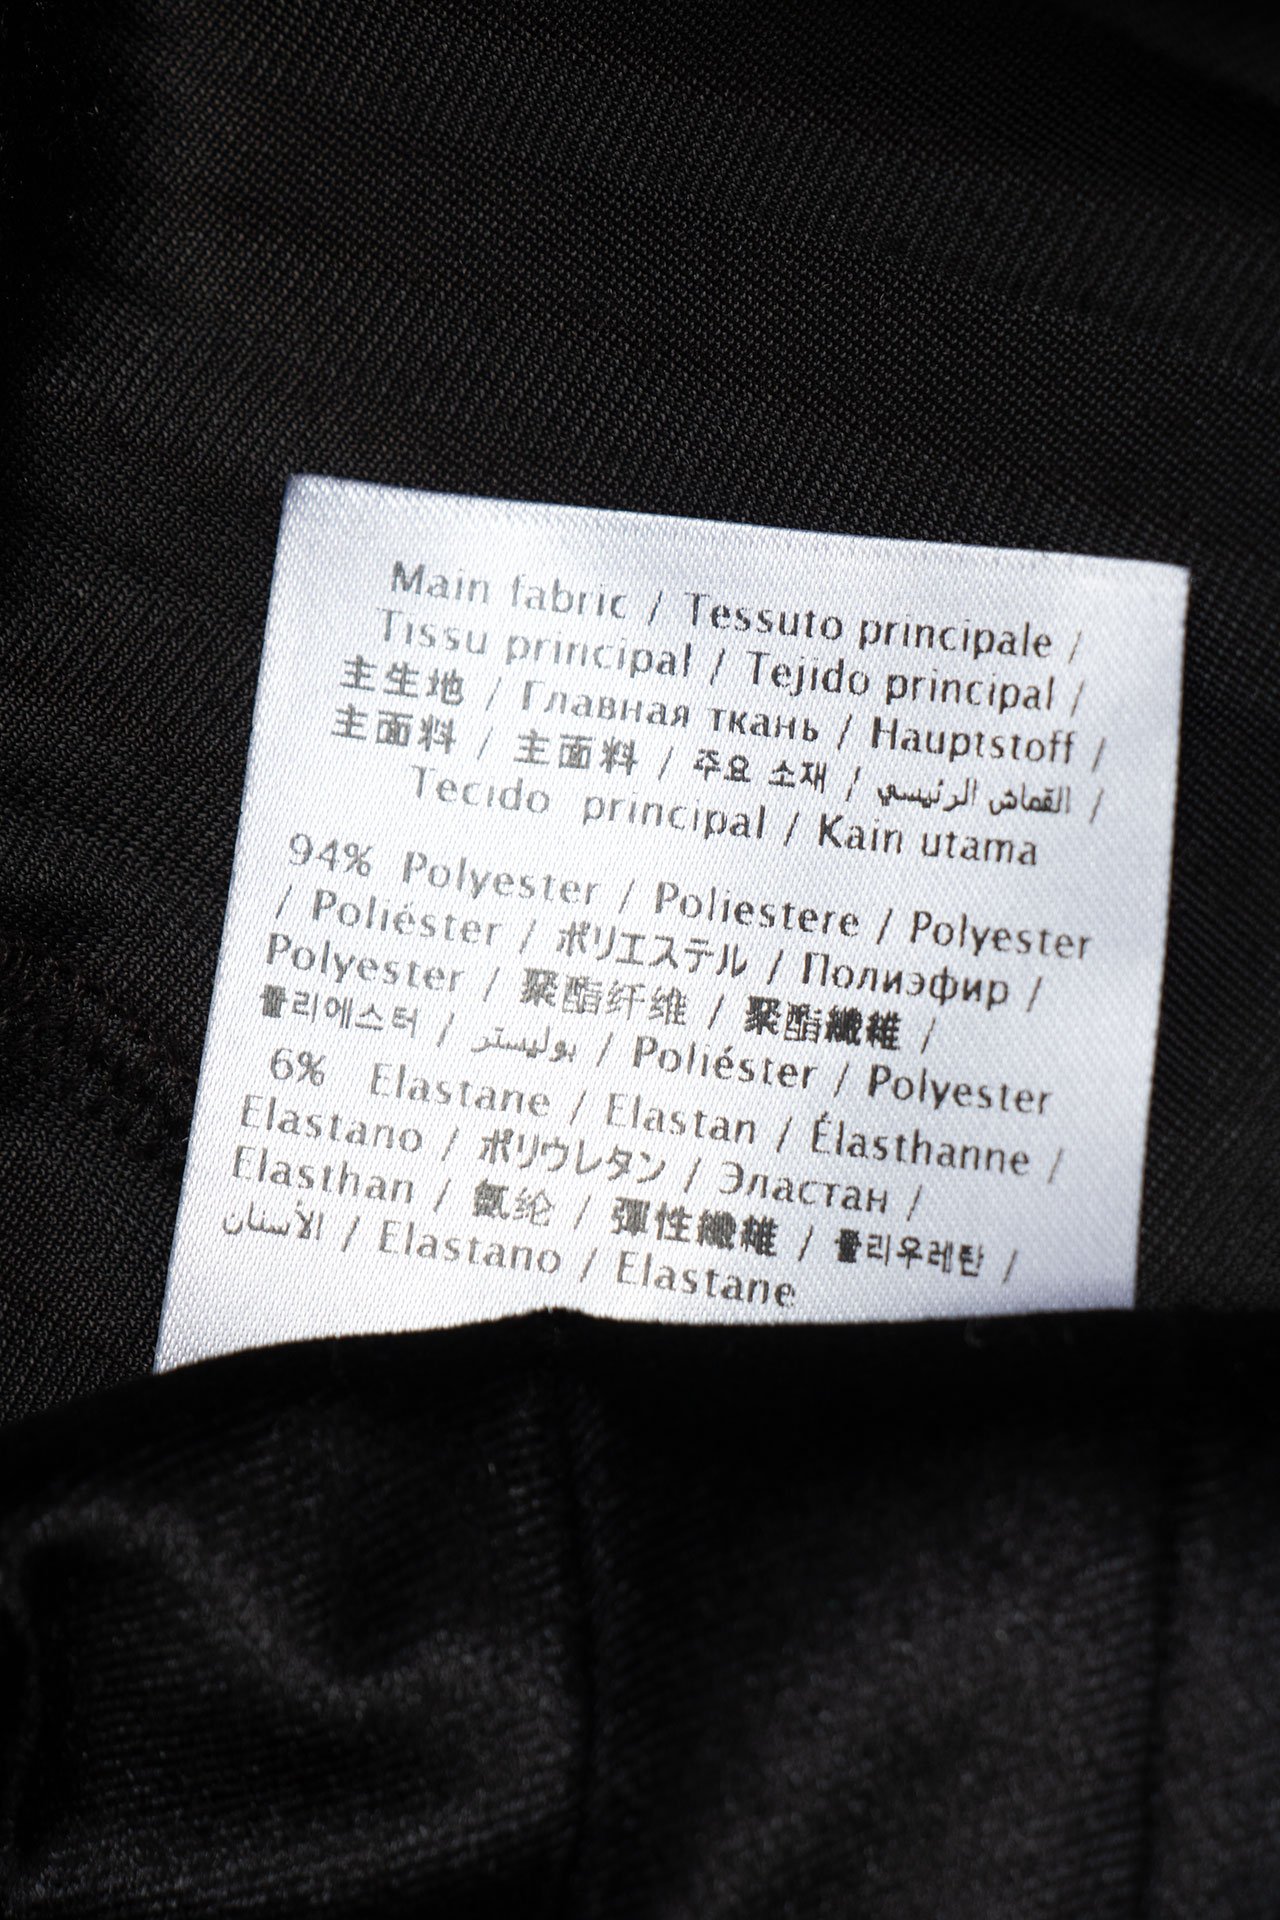 Main fabric / Tessuto principale /
Tissu principal / Tejido principal /
主生地 / Главная ткань / Hauptstoff /
主面料 / 主面料 / 주요 소재 / القماش الرئيسي /
Tecido principal / Kain utama
94% Polyester / Poliestere / Polyester
/ Poliéster / ポリエステル / Полиэфир /
Polyester / 聚酯纤维 / 聚酯纖維 /
폴리에스터 / بوليستر / Poliéster / Polyester
6% Elastane / Elastan / Élasthanne /
Elastano / ポリウレタン / Эластан /
Elasthan / 氨纶 / 彈性纖維 / 폴리우레탄 /
الأستان / Elastano / Elastane